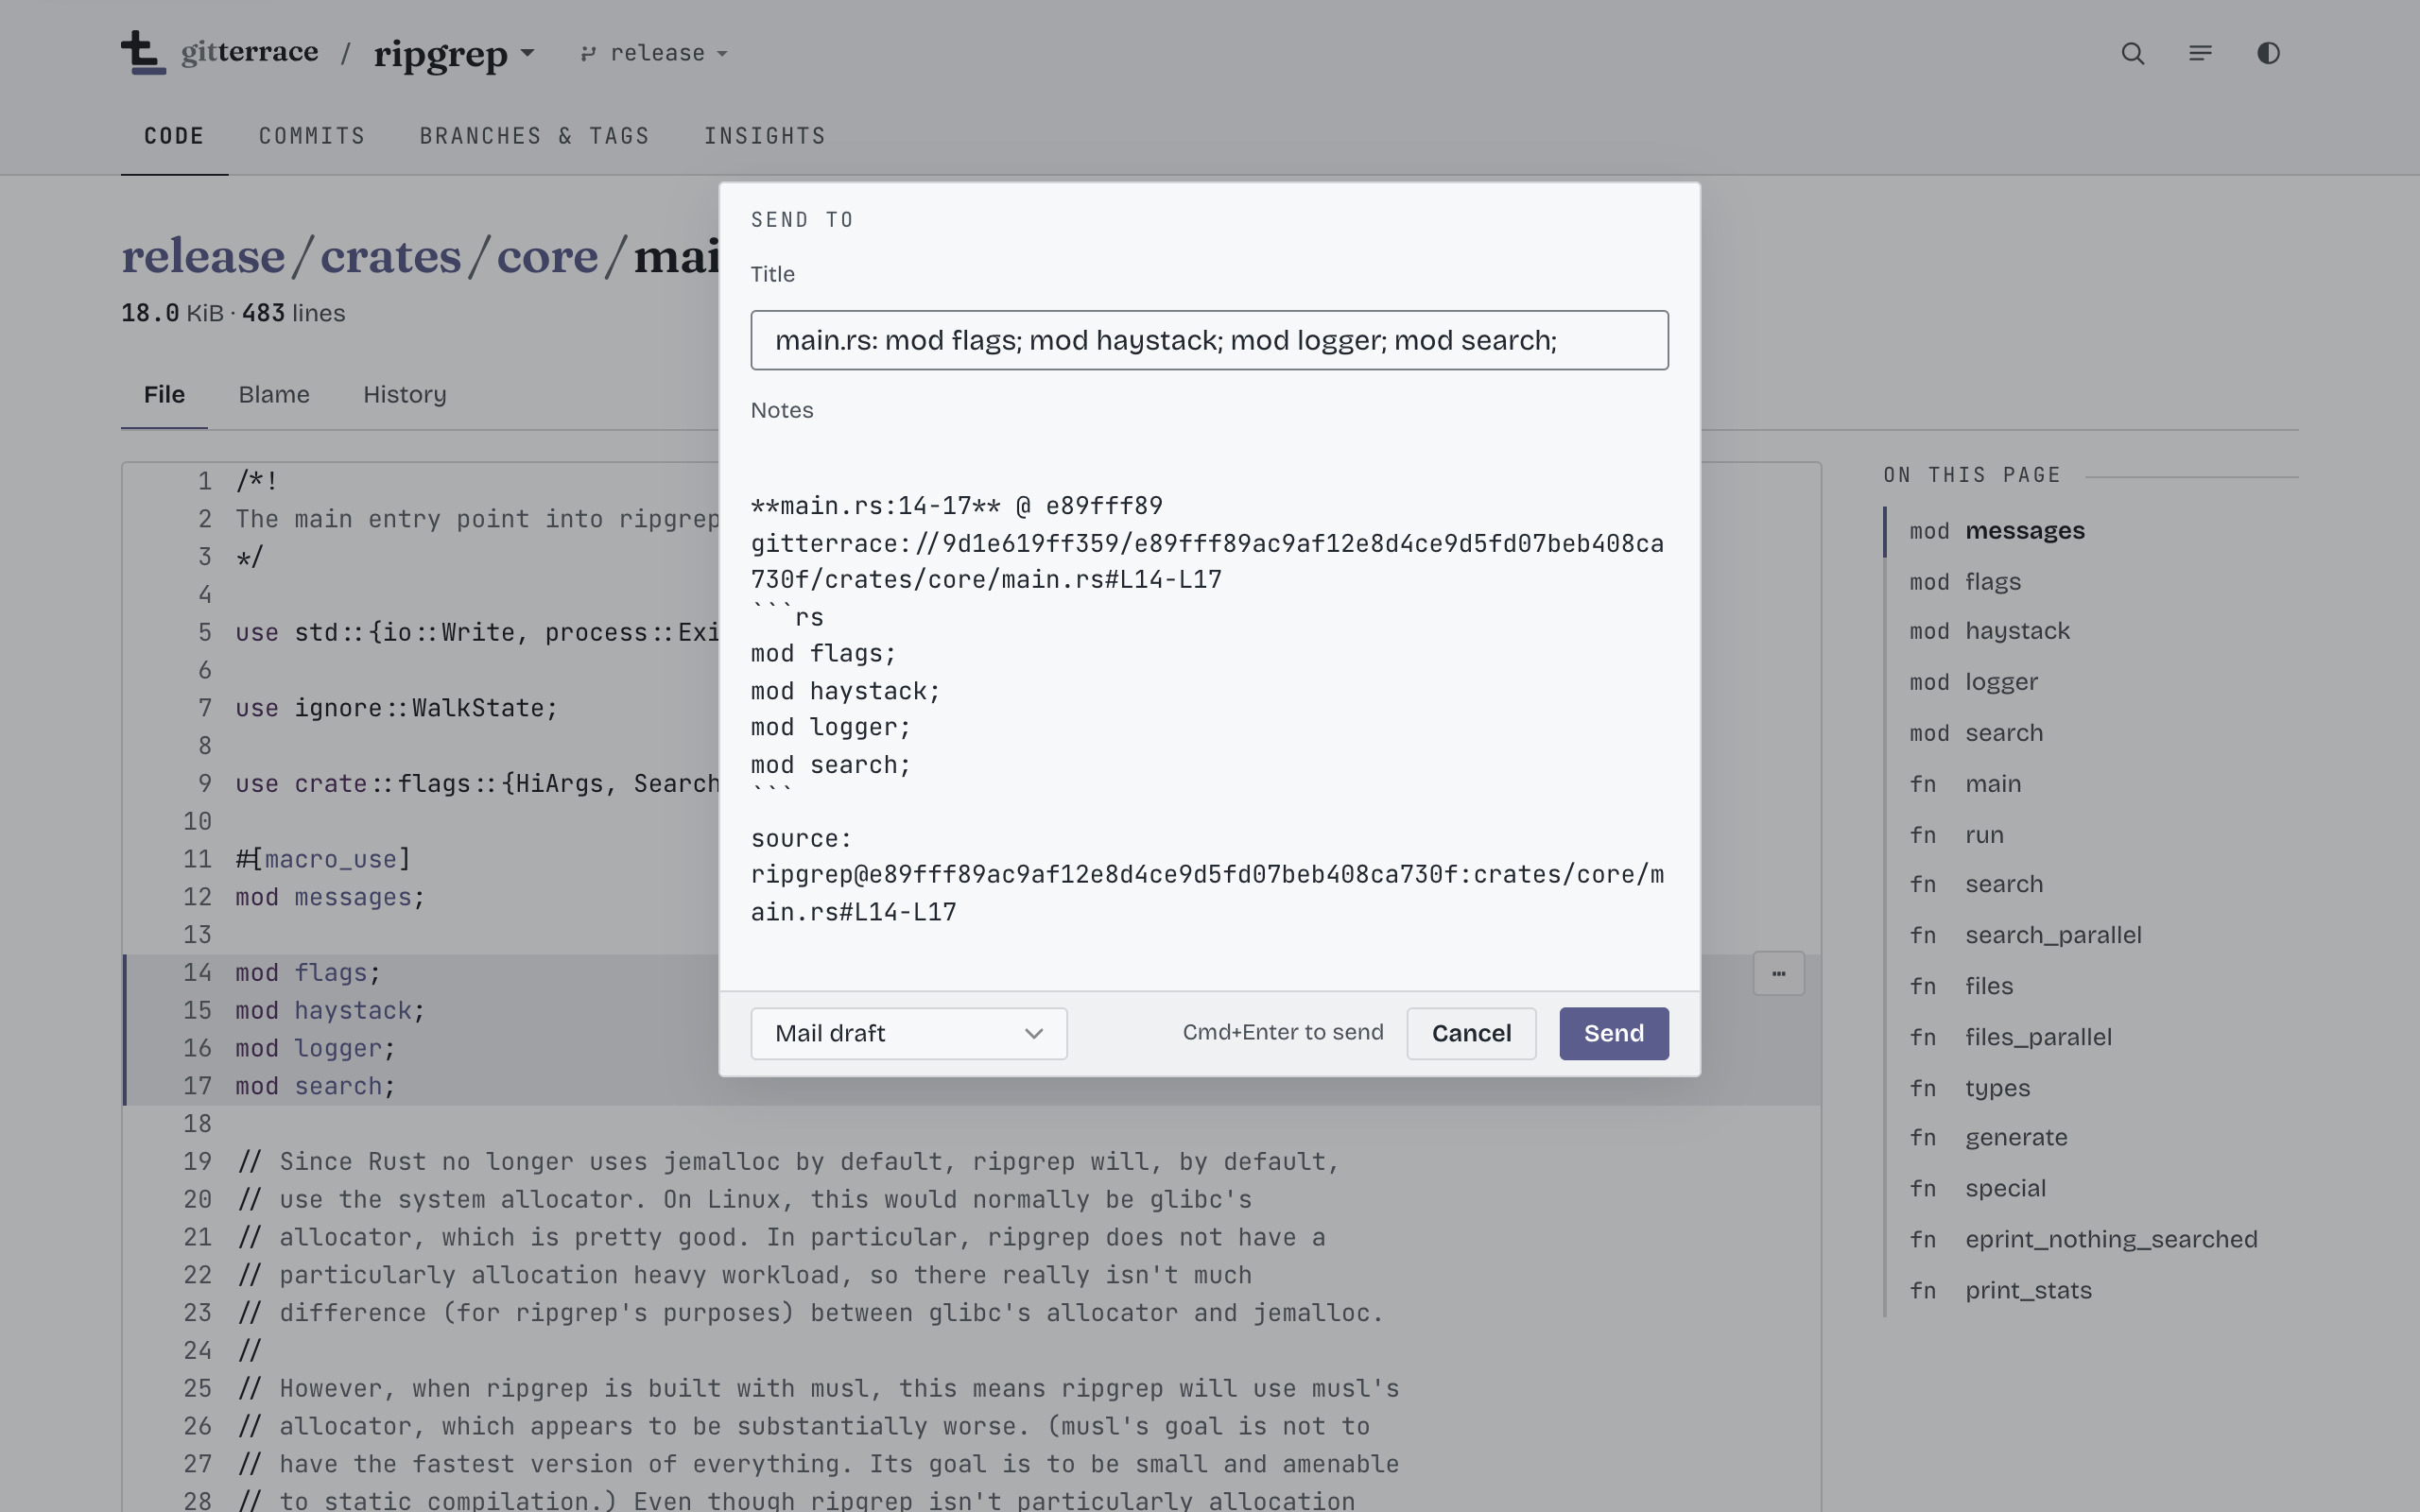 gitterrace / ripgrep release
CODE COMMITS BRANCHES & TAGS INSIGHTS
release/crates/core/mai
18.0 KiB · 483 lines
File Blame History
1 /*!
2 The main entry point into ripgrep
3 */
4
5 use std::{io::Write, process::Exi
6
7 use ignore::WalkState;
8
9 use crate::flags::{HiArgs, Search
10
11 #[macro_use]
12 mod messages;
13
14 mod flags;
15 mod haystack;
16 mod logger;
17 mod search;
18
19 // Since Rust no longer uses jemalloc by default, ripgrep will, by default,
20 // use the system allocator. On Linux, this would normally be glibc's
21 // allocator, which is pretty good. In particular, ripgrep does not have a
22 // particularly allocation heavy workload, so there really isn't much
23 // difference (for ripgrep's purposes) between glibc's allocator and jemalloc.
24 //
25 // However, when ripgrep is built with musl, this means ripgrep will use musl's
26 // allocator, which appears to be substantially worse. (musl's goal is not to
27 // have the fastest version of everything. Its goal is to be small and amenable
28 // to static compilation.) Even though ripgrep isn't particularly allocation
SEND TO
Title
main.rs: mod flags; mod haystack; mod logger; mod search;
Notes
**main.rs:14-17** @ e89fff89
gitterrace://9d1e619ff359/e89fff89ac9af12e8d4ce9d5fd07beb408ca
730f/crates/core/main.rs#L14-L17
```rs
mod flags;
mod haystack;
mod logger;
mod search;
```
source:
ripgrep@e89fff89ac9af12e8d4ce9d5fd07beb408ca730f:crates/core/m
ain.rs#L14-L17
Mail draft Cmd+Enter to send Cancel Send
ON THIS PAGE
mod messages
mod flags
mod haystack
mod logger
mod search
fn main
fn run
fn search
fn search_parallel
fn files
fn files_parallel
fn types
fn generate
fn special
fn eprint_nothing_searched
fn print_stats